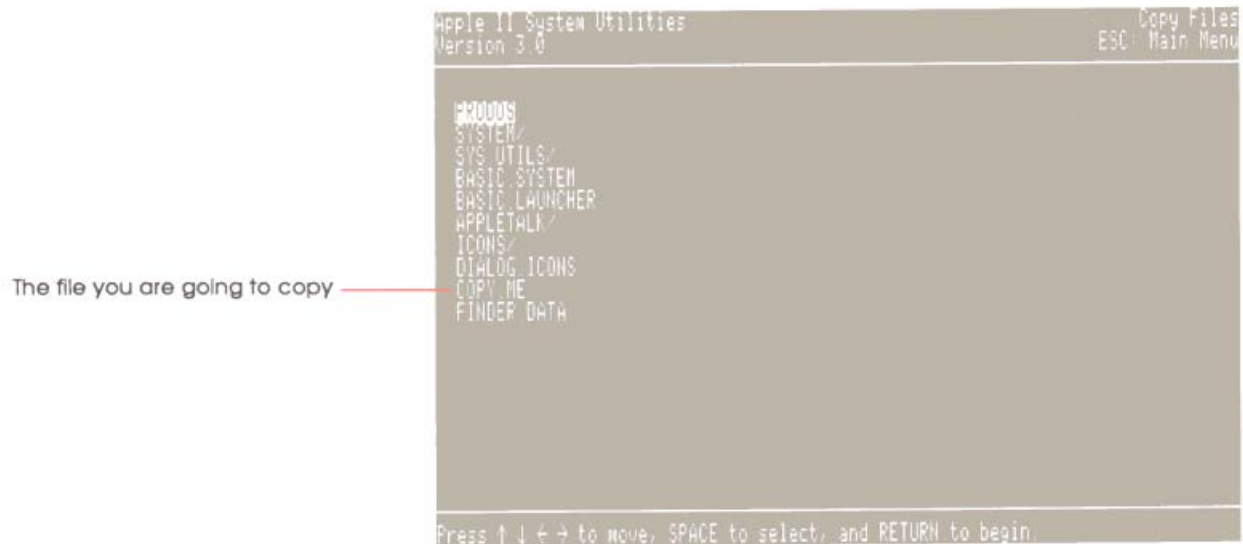 Apple II System Utilities
Copy Files
Version 3.0
ESC: Main Menu
PRODOS
SYSTEM/
SYS.UTILS/
BASIC.SYSTEM
BASIC.LAUNCHER
APPLETALK/
ICONS/
DIALOG.ICONS
The file you are going to copy
COPY.ME
FINDER.DATA
Press ↑ ↓ ← → to move, SPACE to select, and RETURN to begin.